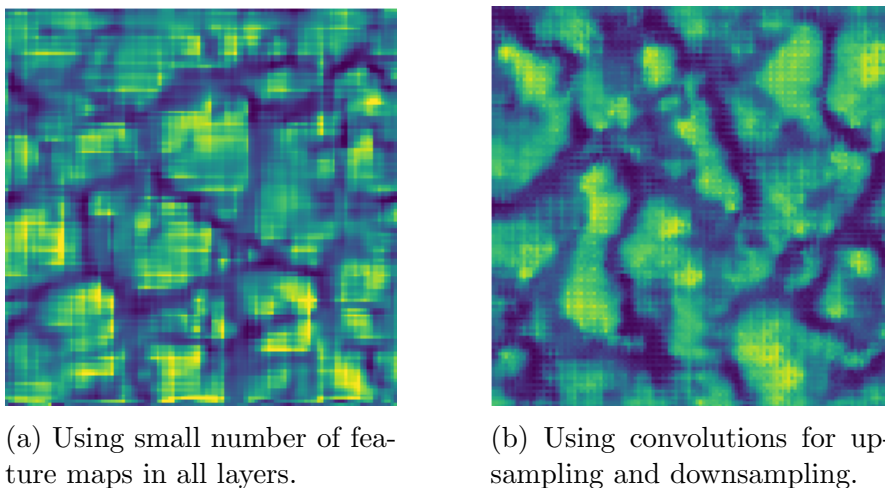 (a) Using small number of fea-
ture maps in all layers.
(b) Using convolutions for up-
sampling and downsampling.